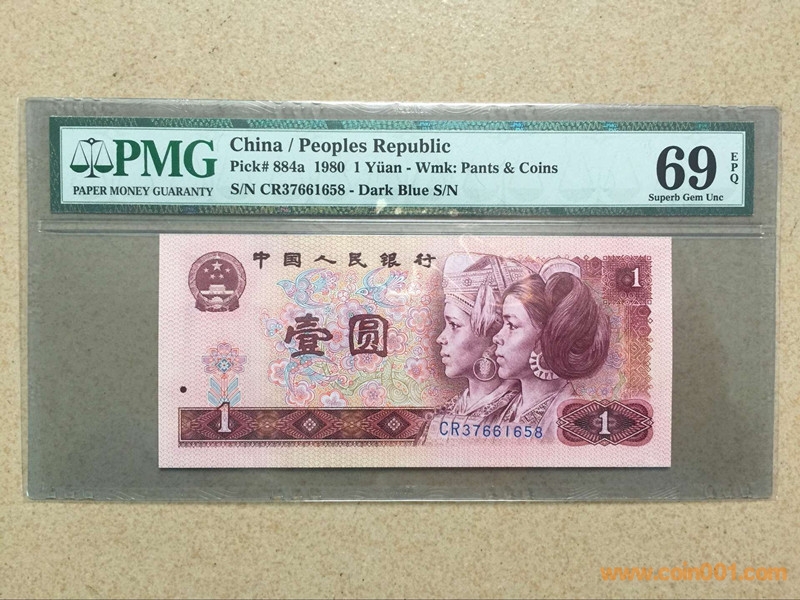 PMG
PAPER MONEY GUARANTY
China / Peoples Republic
Pick# 884a 1980 1 Yüan - Wmk: Pants & Coins
S/N CR37661658 - Dark Blue S/N
69
EPQ
Superb Gem Unc
中国人民银行
1
壹圆
1
CR37661658
1
www.coin001.com